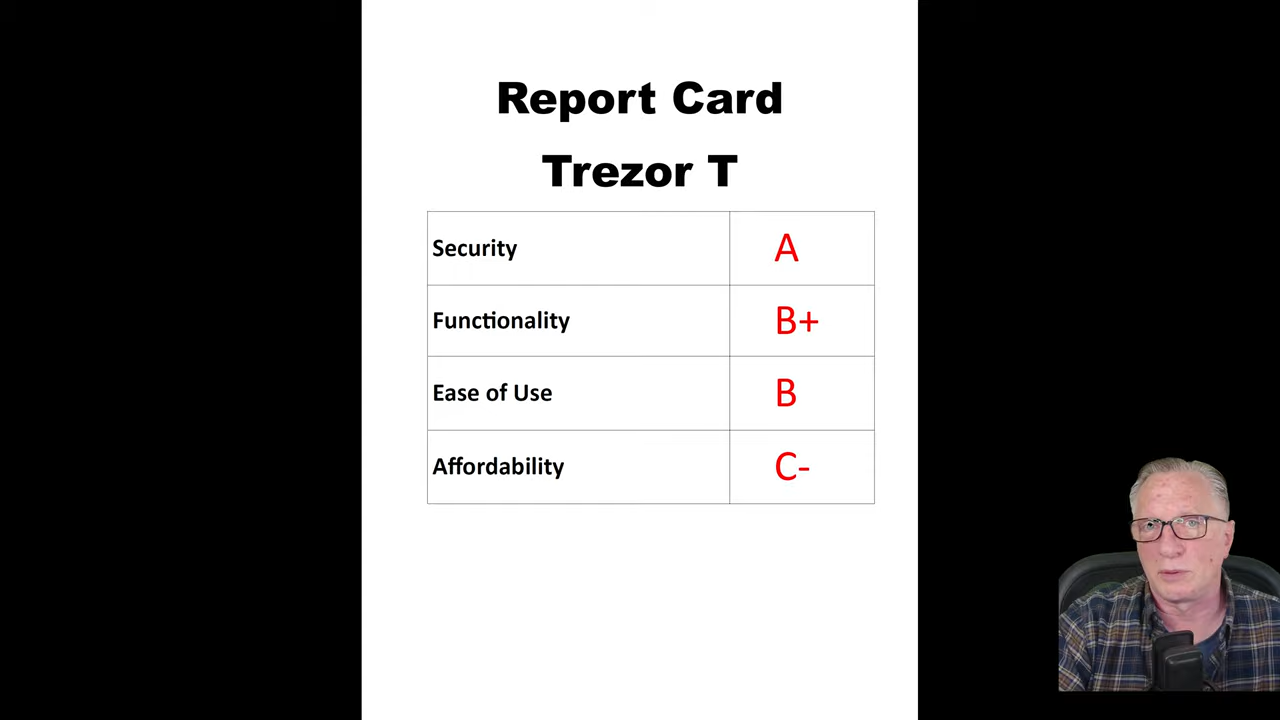 Report Card
Trezor T
Security A
Functionality B+
Ease of Use B
Affordability C-